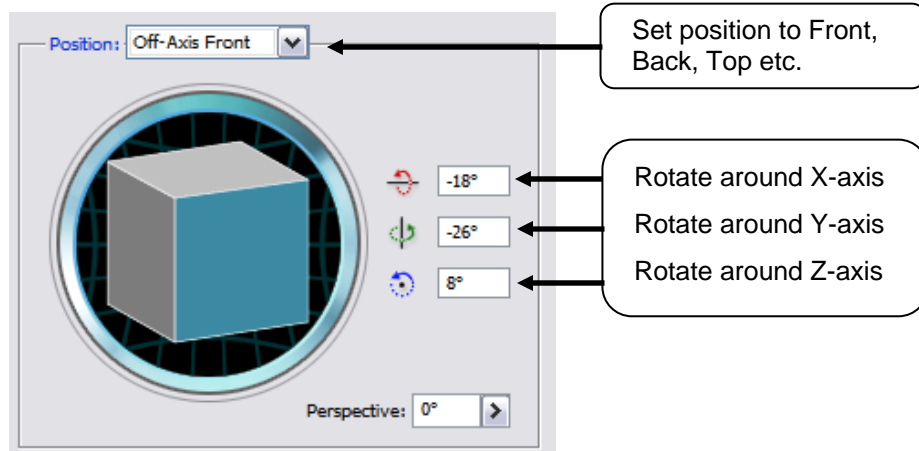 Position: Off-Axis Front
Set position to Front,
Back, Top etc.
-18°
Rotate around X-axis
-26°
Rotate around Y-axis
8°
Rotate around Z-axis
Perspective: 0°